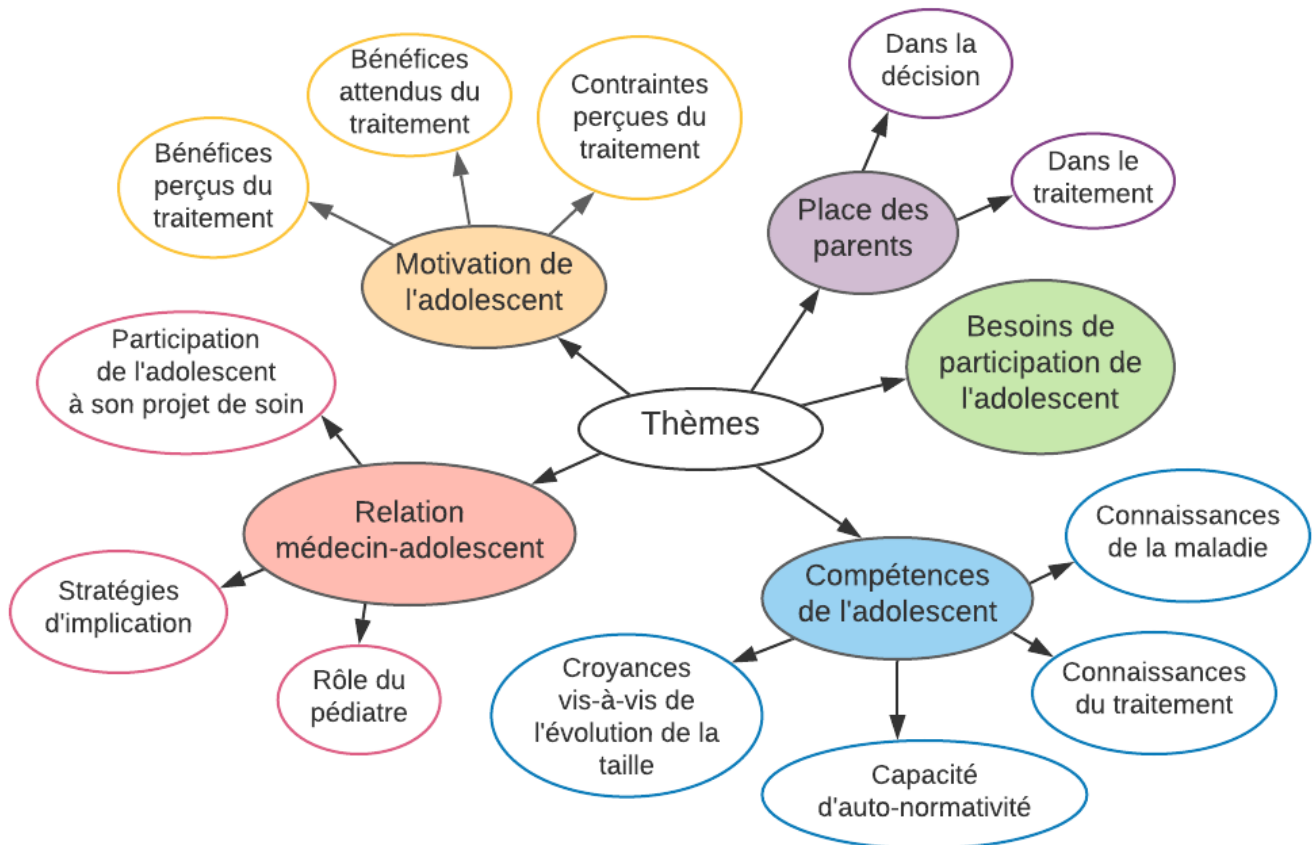 Bénéfices
attendus du
traitement
Contraintes
perçues du
traitement
Dans la
décision
Bénéfices
perçus du
traitement
Dans le
traitement
Motivation de
l'adolescent
Place des
parents
Participation
de l'adolescent
à son projet de soin
Besoins de
participation de
l'adolescent
Thèmes
Relation
médecin-adolescent
Connaissances
de la maladie
Stratégies
d'implication
Compétences
de l'adolescent
Rôle du
pédiatre
Croyances
vis-à-vis de
l'évolution de la
taille
Connaissances
du traitement
Capacité
d'auto-normativité